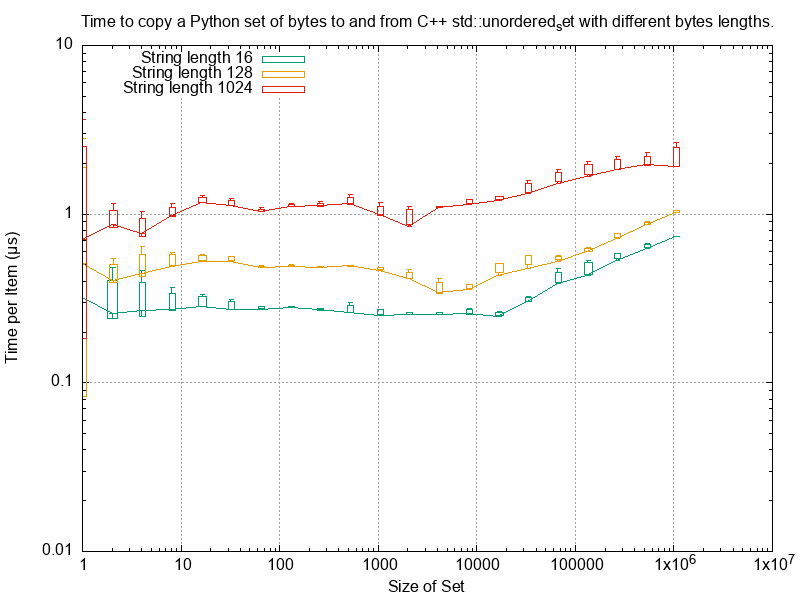 Time to copy a Python set of bytes to and from C++ std::unordered_set with different bytes lengths.
10
String length 16
String length 128
String length 1024
1
Time per Item (µs)
0.1
0.01
1 10 100 1000 10000 100000 1x10^6 1x10^7
Size of Set